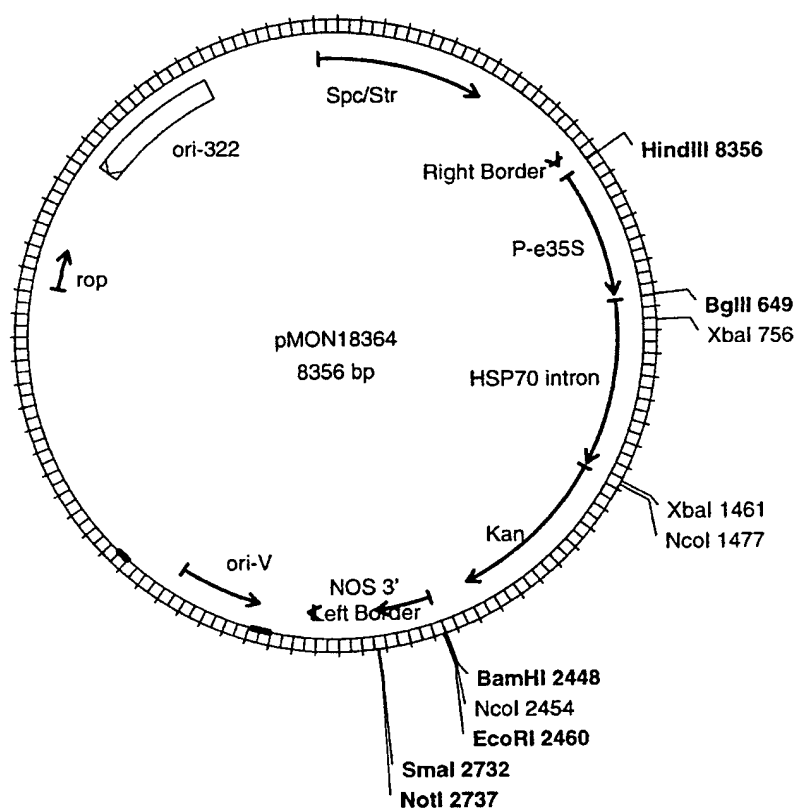 Spc/Str
ori-322
HindIII 8356
Right Border
P-e35S
rop
BglII 649
XbaI 756
pMON18364
8356 bp
HSP70 intron
XbaI 1461
NcoI 1477
Kan
ori-V
NOS 3'
Left Border
BamHI 2448
NcoI 2454
EcoRI 2460
SmaI 2732
NotI 2737